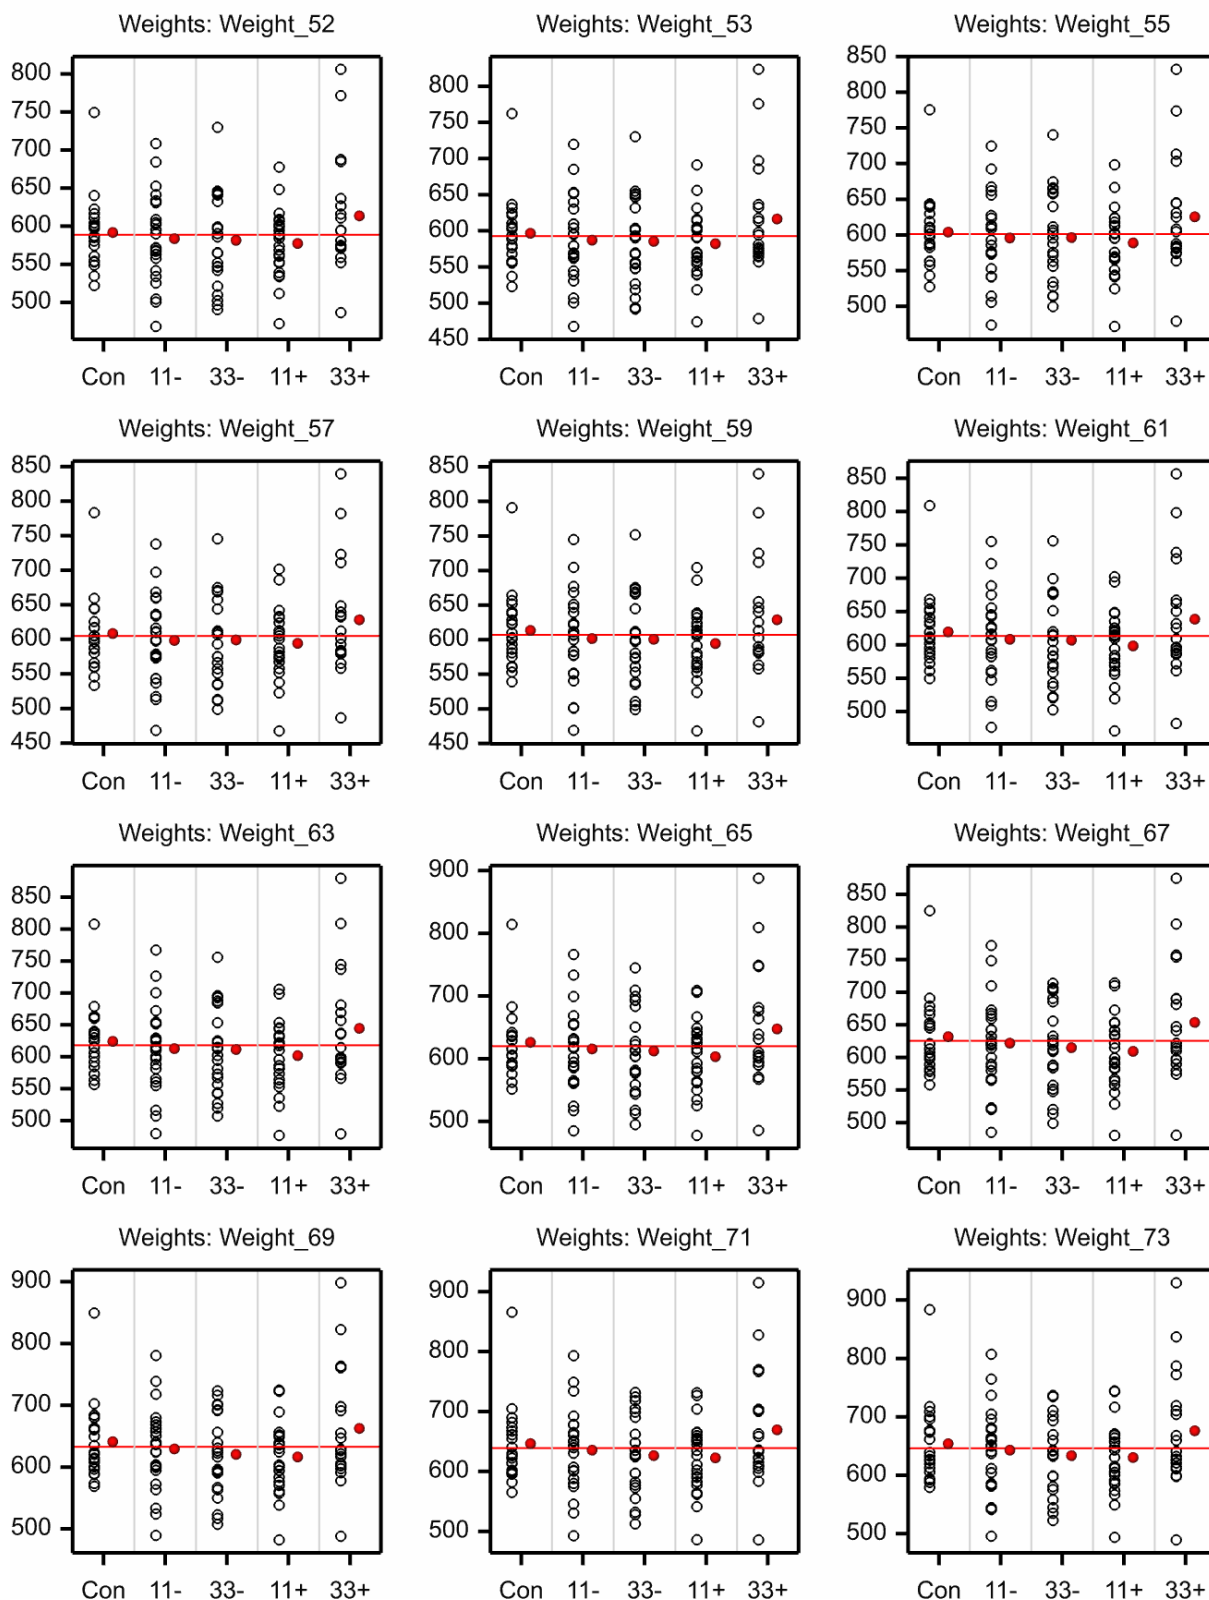 Weights: Weight_52 Weights: Weight_53 Weights: Weight_55
800 800 850
750 750 800
700 700 750
650 650 700
600 600 650
550 550 600
500 500 550
450 500
Con 11- 33- 11+ 33+ Con 11- 33- 11+ 33+ Con 11- 33- 11+ 33+
Weights: Weight_57 Weights: Weight_59 Weights: Weight_61
850 850 850
800 800 800
750 750 750
700 700 700
650 650 650
600 600 600
550 550 550
500 500 500
450 450
Con 11- 33- 11+ 33+ Con 11- 33- 11+ 33+ Con 11- 33- 11+ 33+
Weights: Weight_63 Weights: Weight_65 Weights: Weight_67
850 900 850
800 800 800
750 700 750
700 600 700
650 500 650
600 600
550 550
500 500
Con 11- 33- 11+ 33+ Con 11- 33- 11+ 33+ Con 11- 33- 11+ 33+
Weights: Weight_69 Weights: Weight_71 Weights: Weight_73
900 900 900
800 800 800
700 700 700
600 600 600
500 500 500
Con 11- 33- 11+ 33+ Con 11- 33- 11+ 33+ Con 11- 33- 11+ 33+